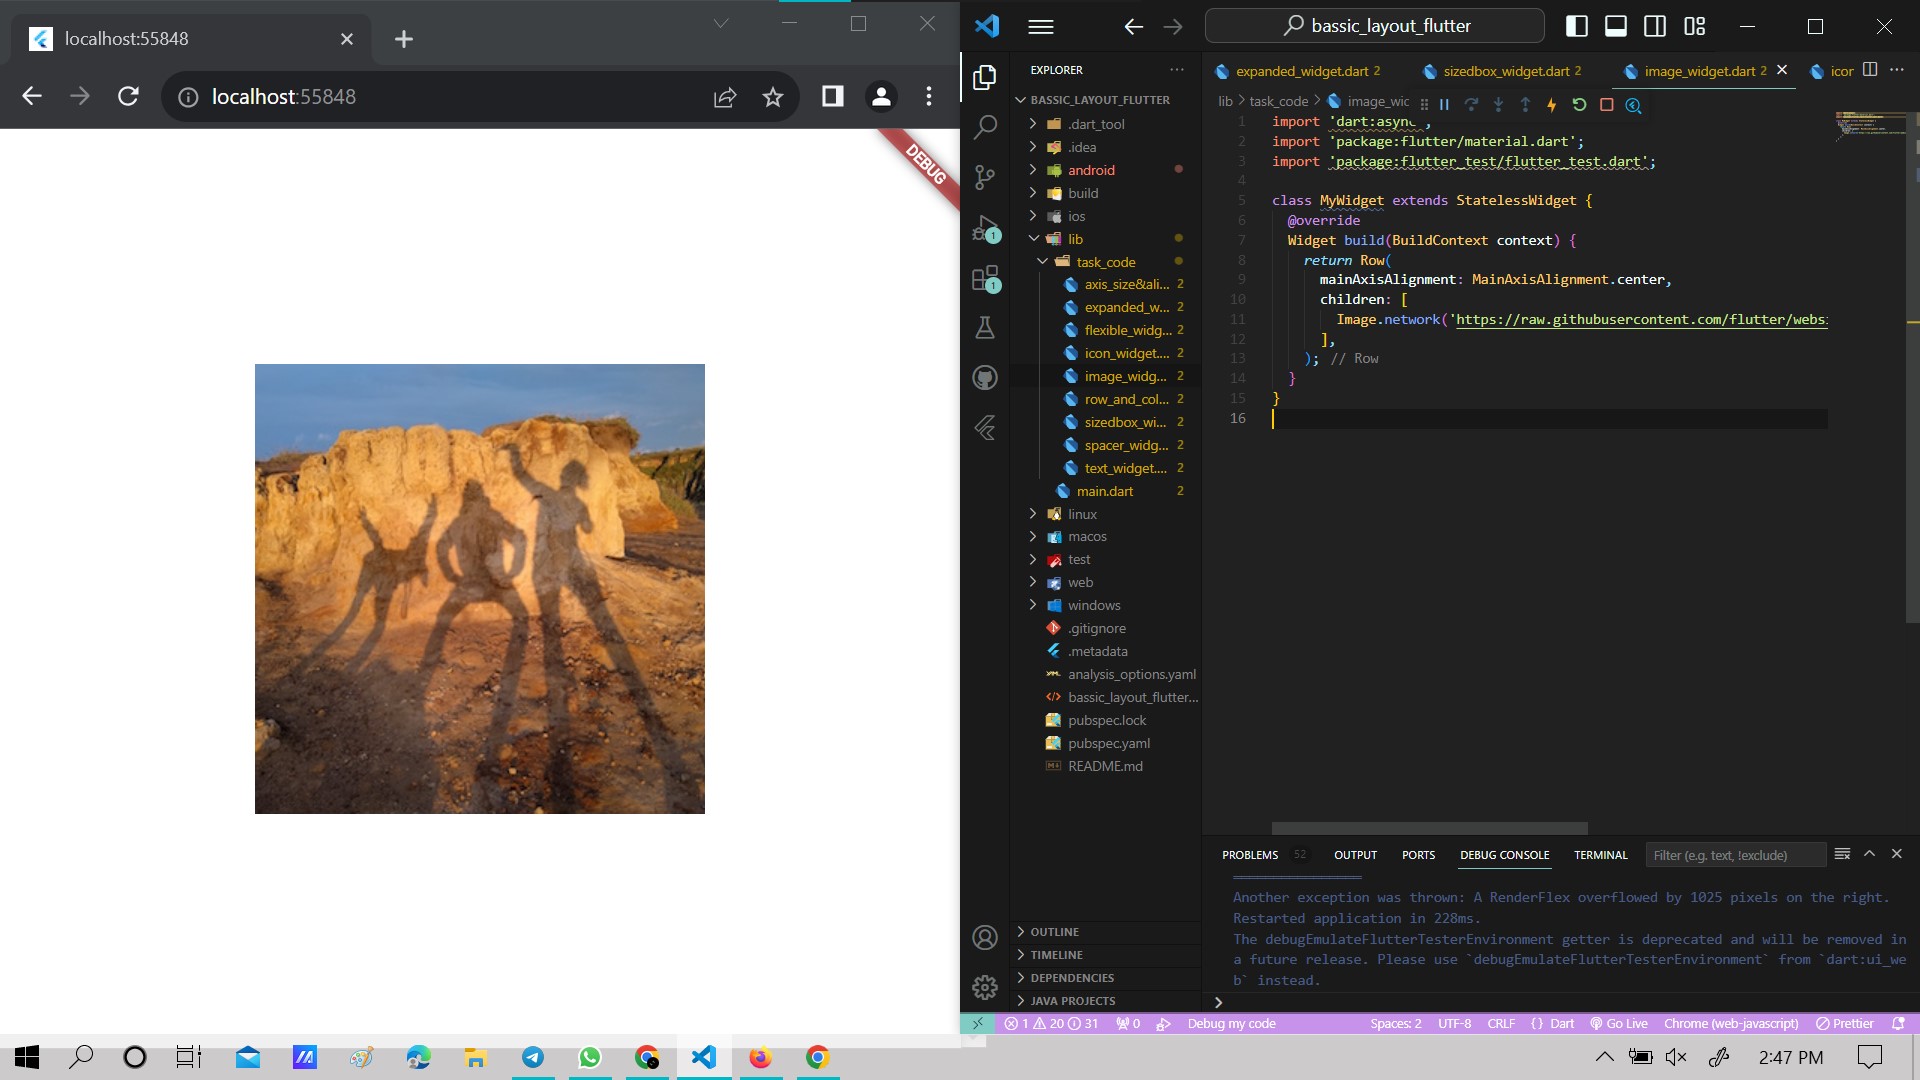 localhost:55848
localhost:55848
DEBUG
bassic_layout_flutter
EXPLORER
BASSIC_LAYOUT_FLUTTER
.dart_tool
.idea
android
build
ios
lib
task_code
axis_size&ali... 2
expanded_w... 2
flexible_widg... 2
icon_widget.... 2
image_widg... 2
row_and_col... 2
sizedbox_wi... 2
spacer_widg... 2
text_widget.... 2
main.dart 2
linux
macos
test
web
windows
.gitignore
.metadata
analysis_options.yaml
bassic_layout_flutter...
pubspec.lock
pubspec.yaml
README.md
OUTLINE
TIMELINE
DEPENDENCIES
JAVA PROJECTS
1
1
expanded_widget.dart 2
sizedbox_widget.dart 2
image_widget.dart 2
icor
lib > task_code > image_wic
1 import 'dart:async';
2 import 'package:flutter/material.dart';
3 import 'package:flutter_test/flutter_test.dart';
4
5 class MyWidget extends StatelessWidget {
6 @override
7 Widget build(BuildContext context) {
8 return Row(
9 mainAxisAlignment: MainAxisAlignment.center,
10 children: [
11 Image.network('https://raw.githubusercontent.com/flutter/webs
12 ],
13 ); // Row
14 }
15 }
16
PROBLEMS 52 OUTPUT PORTS DEBUG CONSOLE TERMINAL Filter (e.g. text, !exclude)
Another exception was thrown: A RenderFlex overflowed by 1025 pixels on the right.
Restarted application in 228ms.
The debugEmulateFlutterTesterEnvironment getter is deprecated and will be removed in
a future release. Please use `debugEmulateFlutterTesterEnvironment` from `dart:ui_we
b` instead.
1 20 31 0 Debug my code Spaces: 2 UTF-8 CRLF {} Dart Go Live Chrome (web-javascript) Prettier
2:47 PM